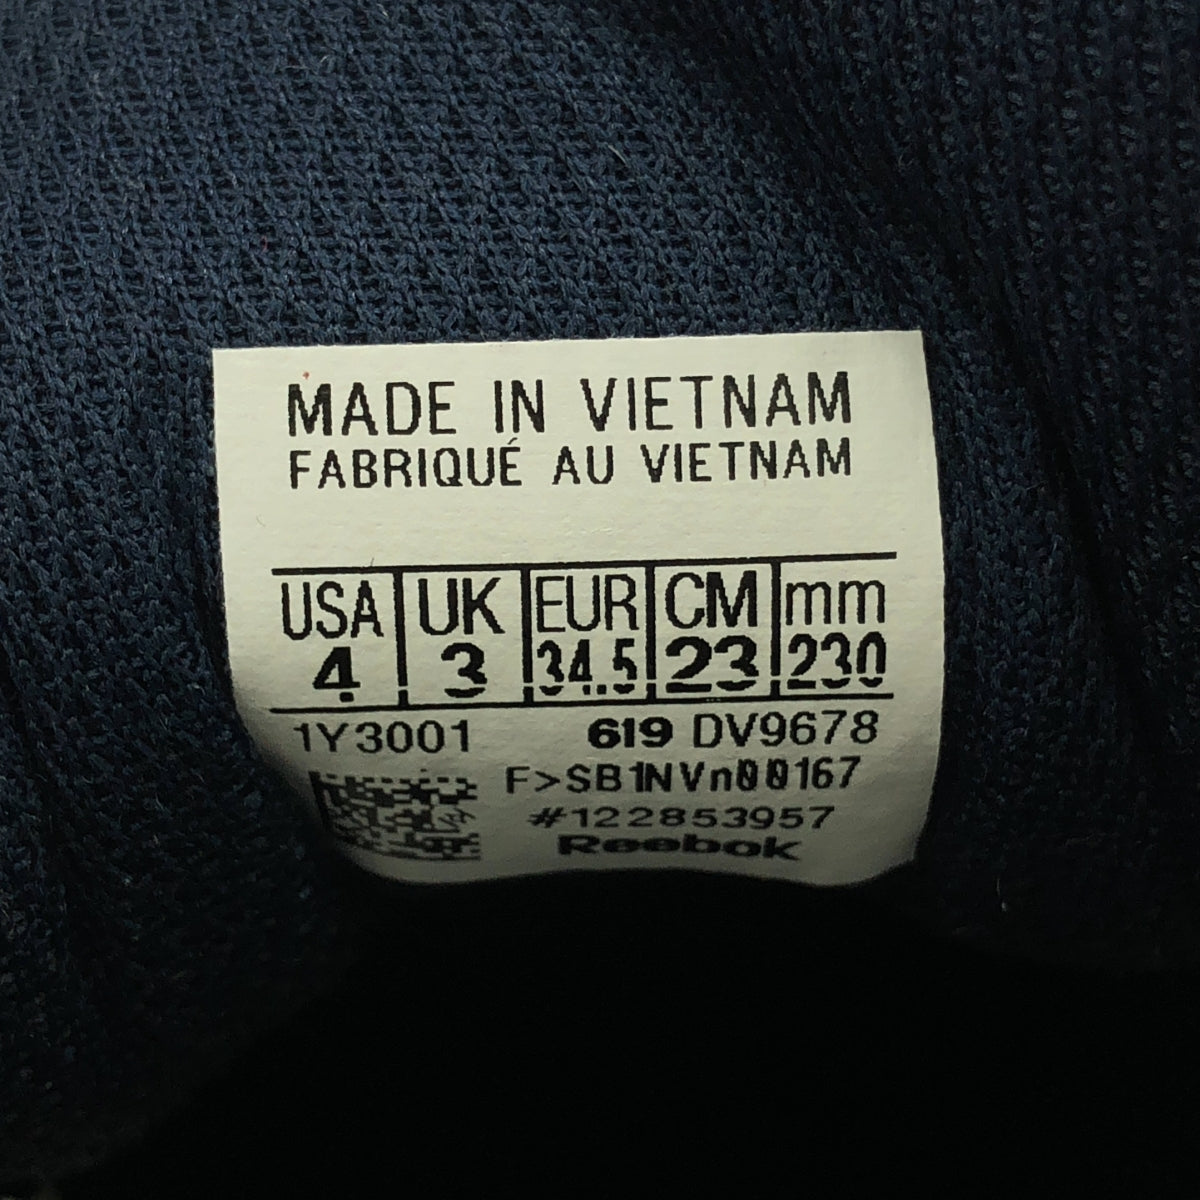 MADE IN VIETNAM
FABRIQUÉ AU VIETNAM
USA UK EUR CM mm
4 3 34.5 23 230
1Y3001 619 DV9678
F>SB1NVn00167
#122853957
Reebok